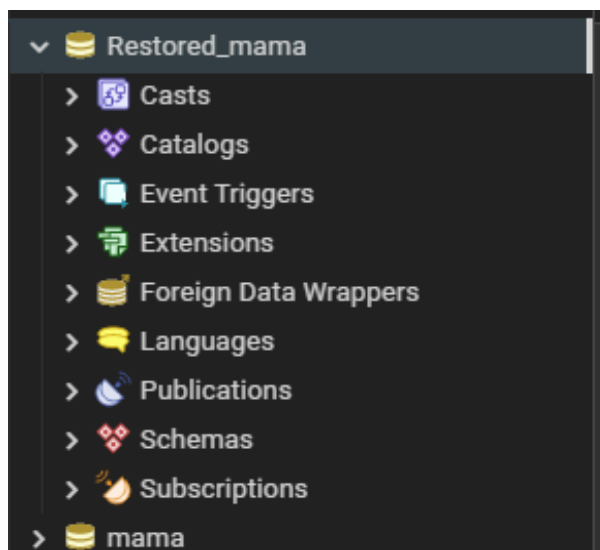 Restored_mama
Casts
Catalogs
Event Triggers
Extensions
Foreign Data Wrappers
Languages
Publications
Schemas
Subscriptions
mama